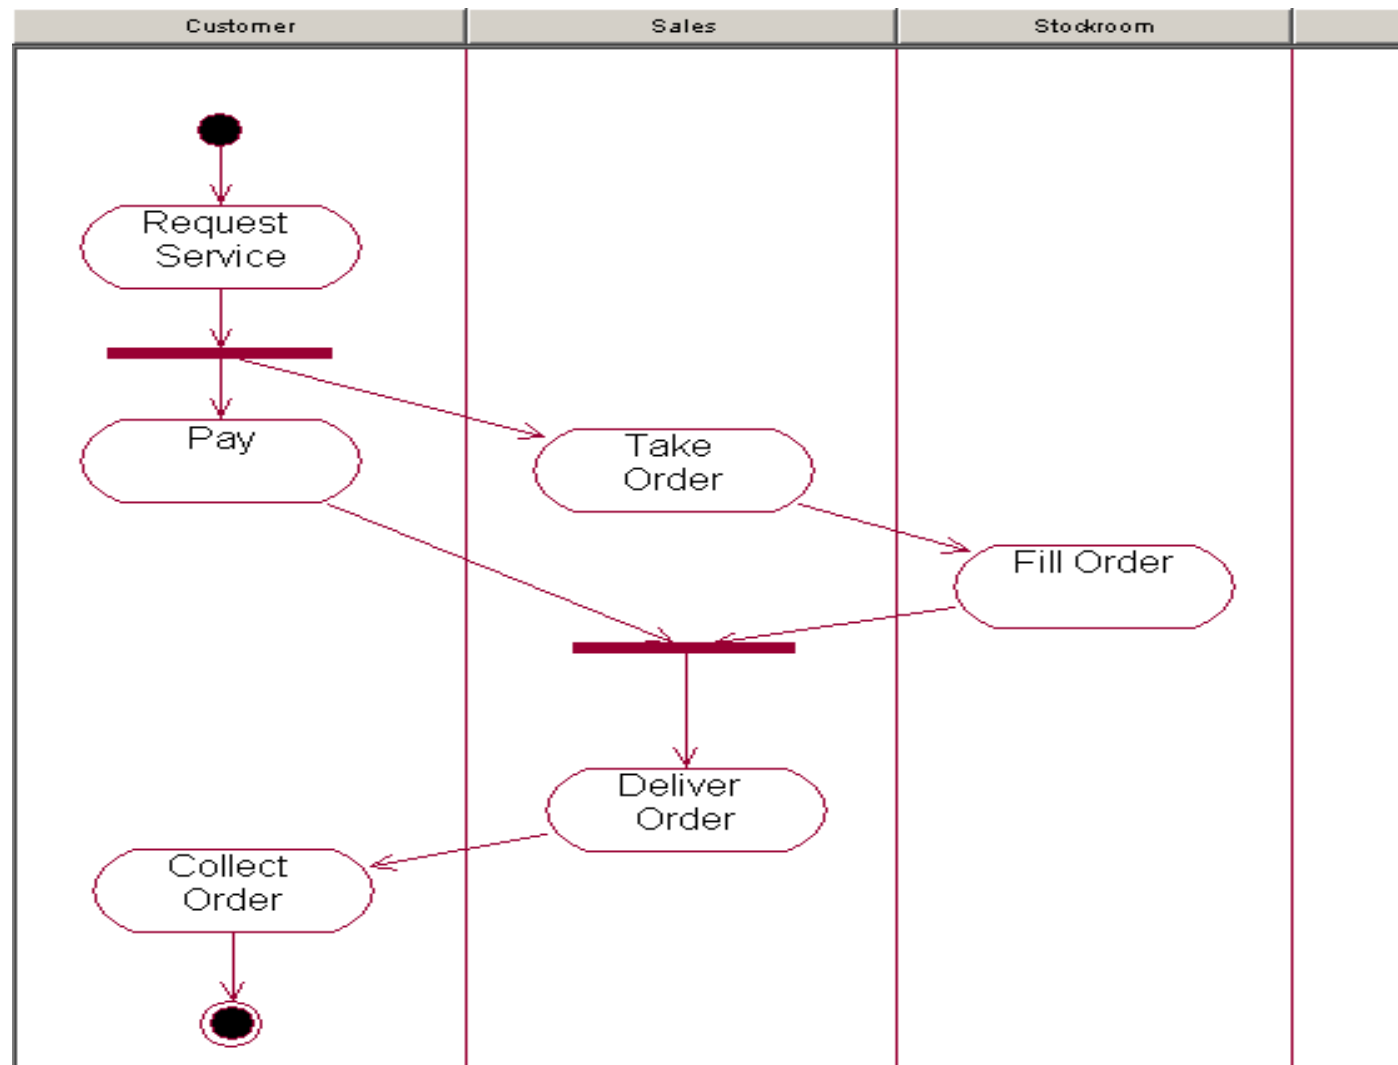 Customer
Sales
Stockroom
Request
Service
Pay
Take
Order
Fill Order
Deliver
Order
Collect
Order